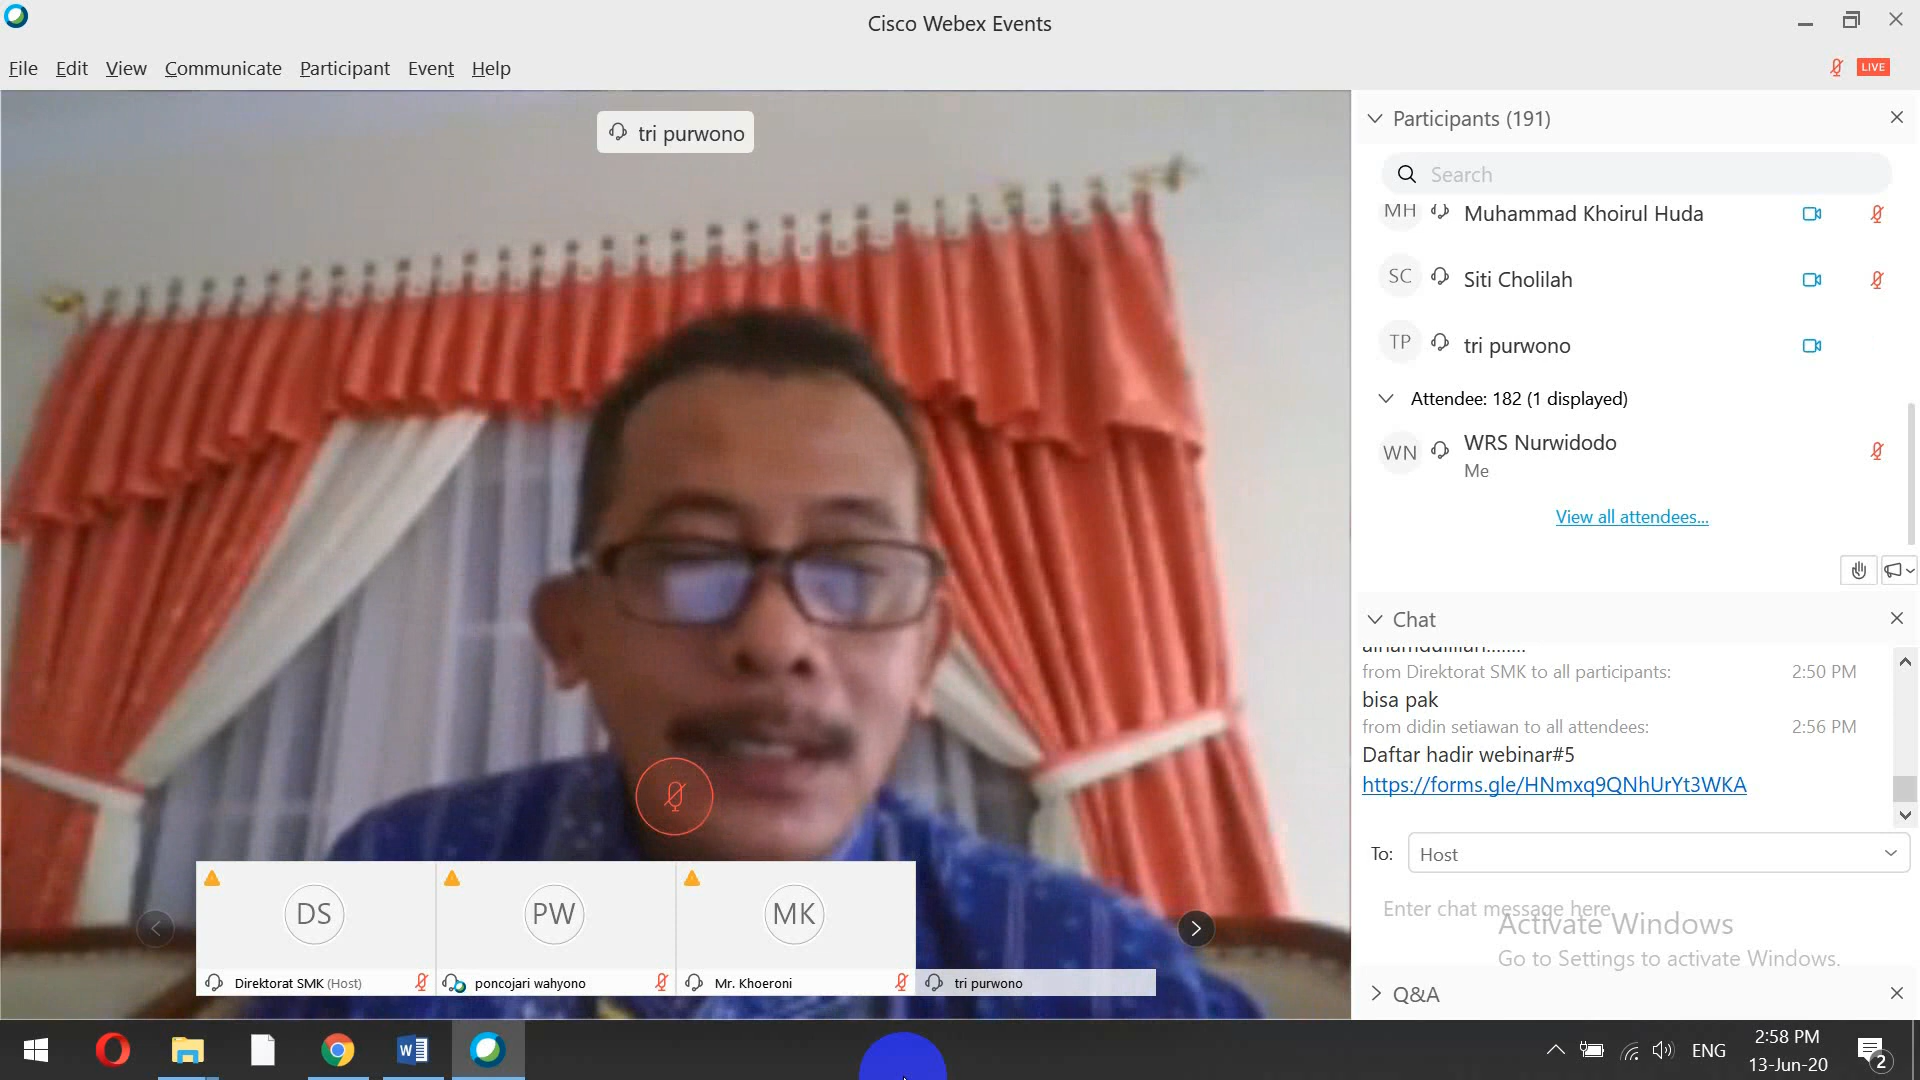 Cisco Webex Events
File Edit View Communicate Participant Event Help
LIVE
tri purwono
Participants (191)
Search
MH Muhammad Khoirul Huda
SC Siti Cholilah
TP tri purwono
Attendee: 182 (1 displayed)
WN WRS Nurwidodo
Me
View all attendees...
Chat
from Direktorat SMK to all participants: 2:50 PM
bisa pak
from didin setiawan to all attendees: 2:56 PM
Daftar hadir webinar#5
https://forms.gle/HNmxq9QNhUrYt3WKA
To: Host
Enter chat message here
Activate Windows
Go to Settings to activate Windows.
Q&A
DS PW MK
Direktorat SMK (Host) poncojari wahyono Mr. Khoeroni tri purwono
ENG
2:58 PM
13-Jun-20
2